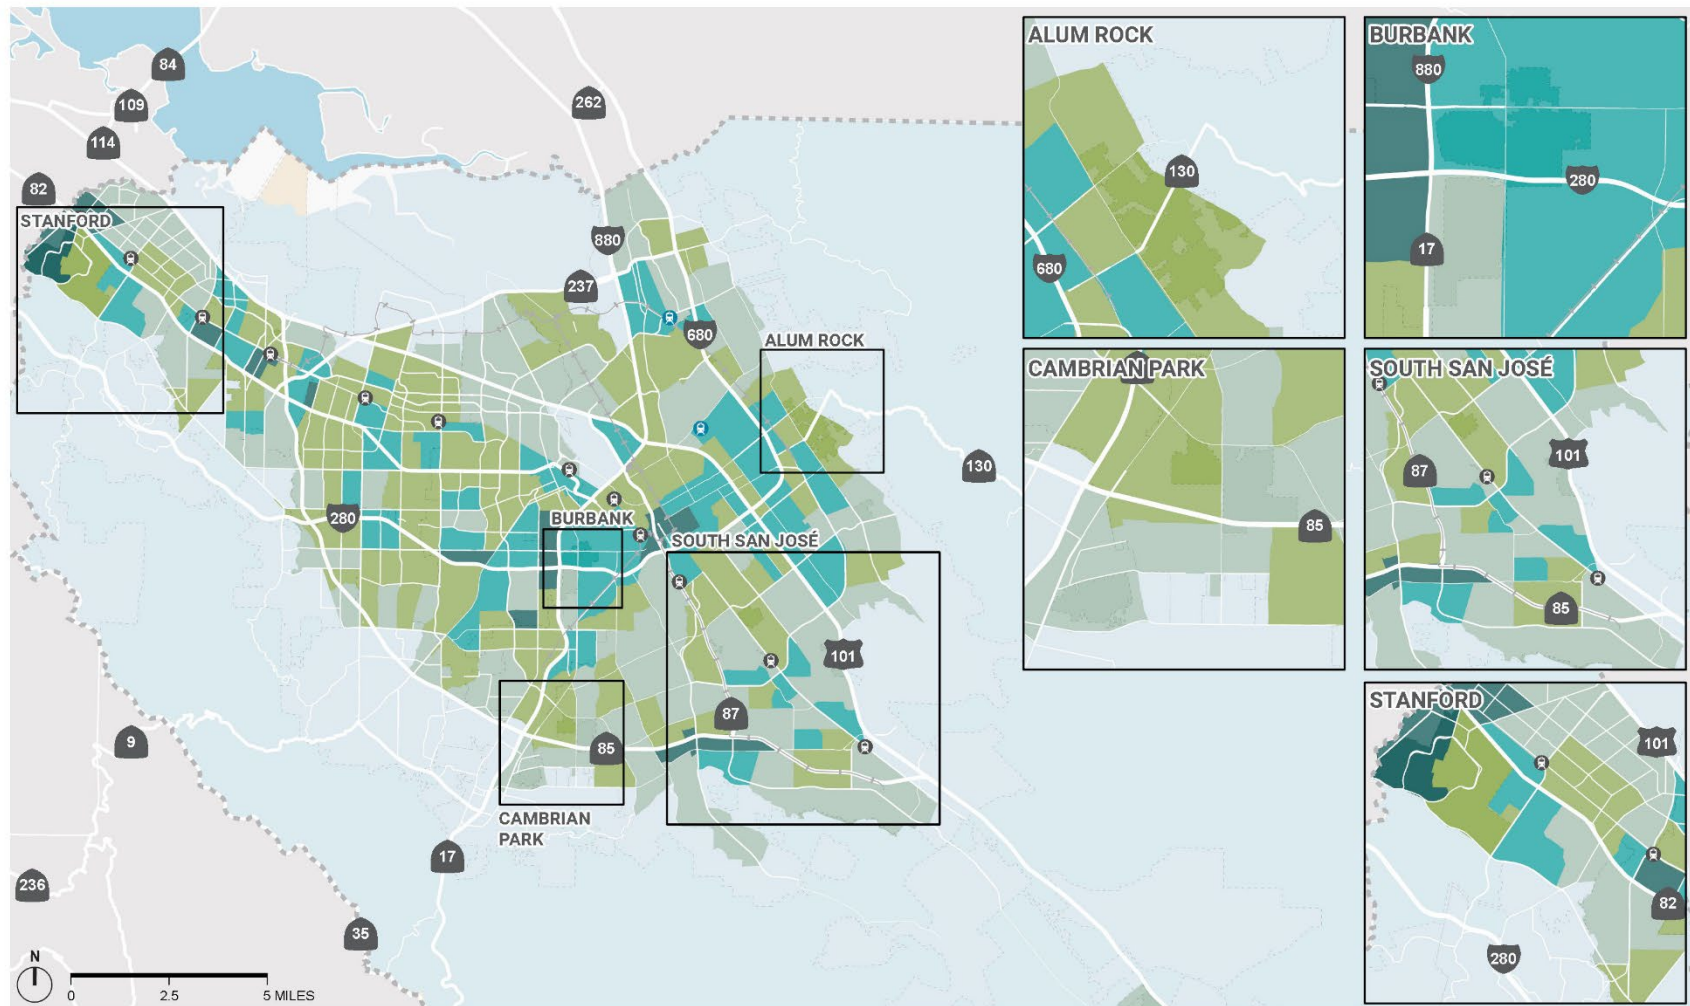 84
109
114
82
262
STANFORD
880
237
680
ALUM ROCK
130
280
BURBANK
SOUTH SAN JOSÉ
101
87
85
CAMBRIAN
PARK
9
17
236
35
N
0 2.5 5 MILES
ALUM ROCK
130
680
BURBANK
880
280
17
CAMBRIAN PARK
85
SOUTH SAN JOSÉ
101
87
85
STANFORD
101
82
280